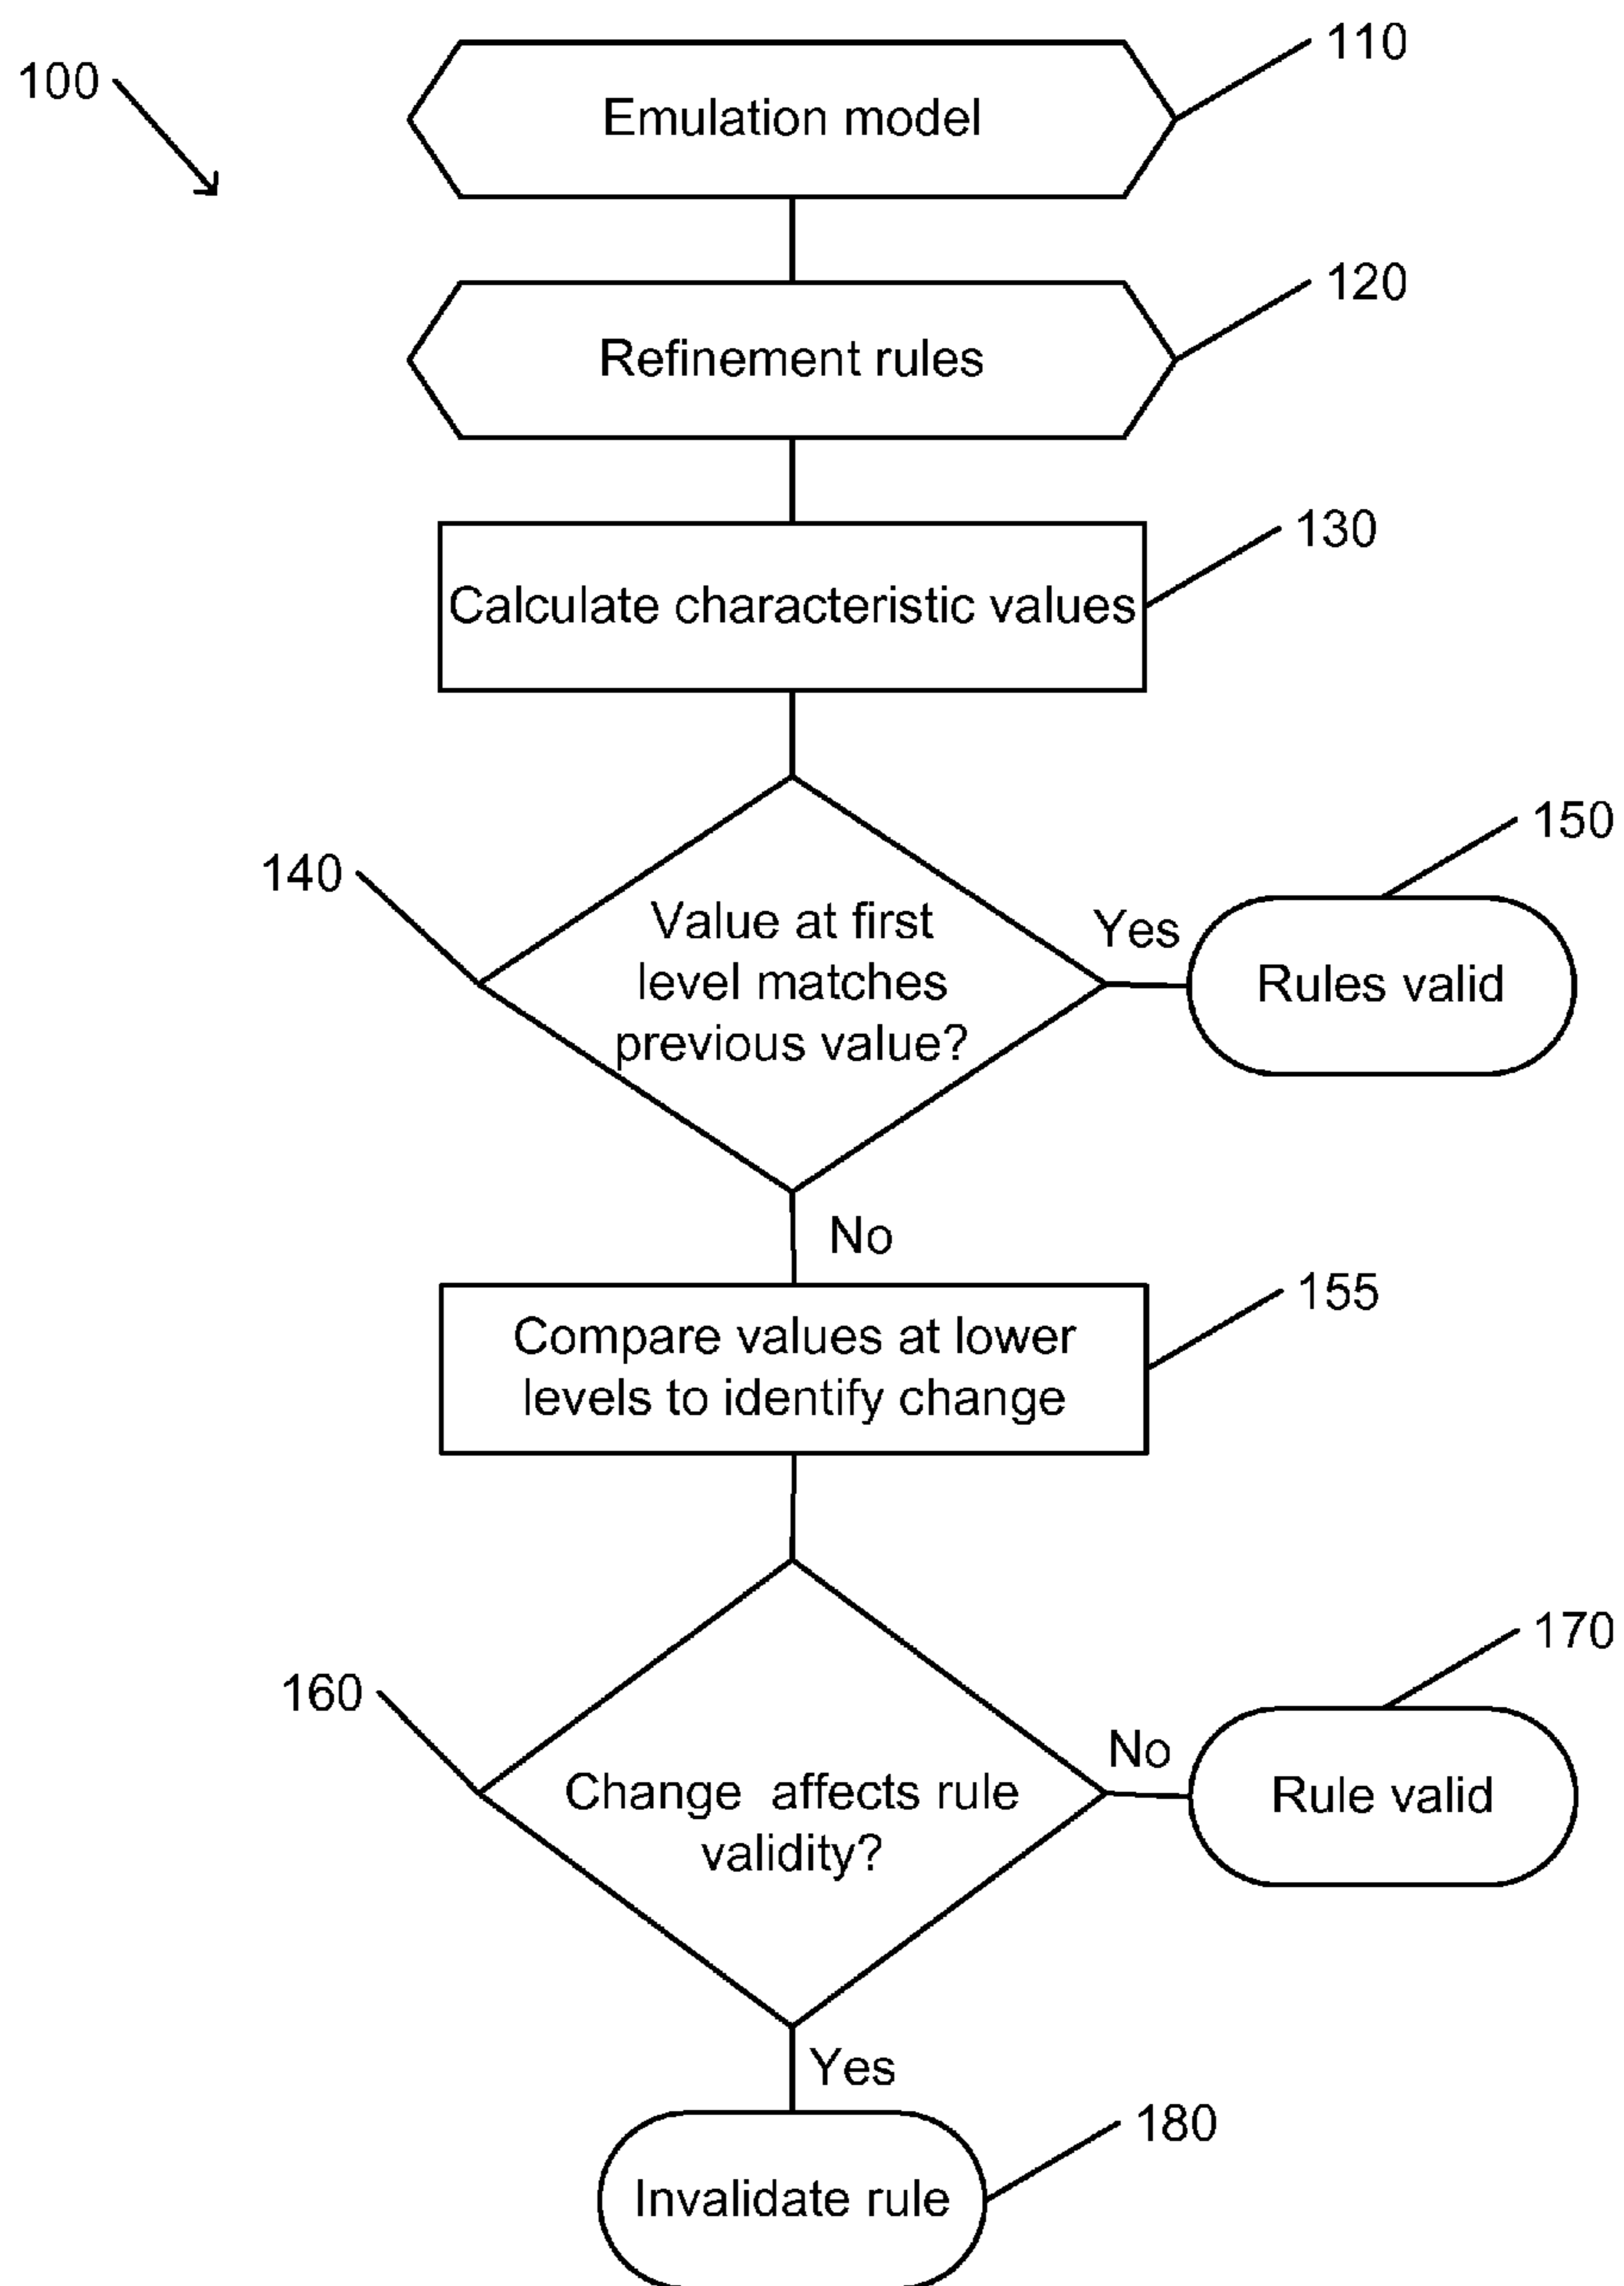 100
110
Emulation model
120
Refinement rules
130
Calculate characteristic values
140
Value at first
level matches
previous value?
Yes
150
Rules valid
No
155
Compare values at lower
levels to identify change
160
Change affects rule
validity?
No
170
Rule valid
Yes
180
Invalidate rule